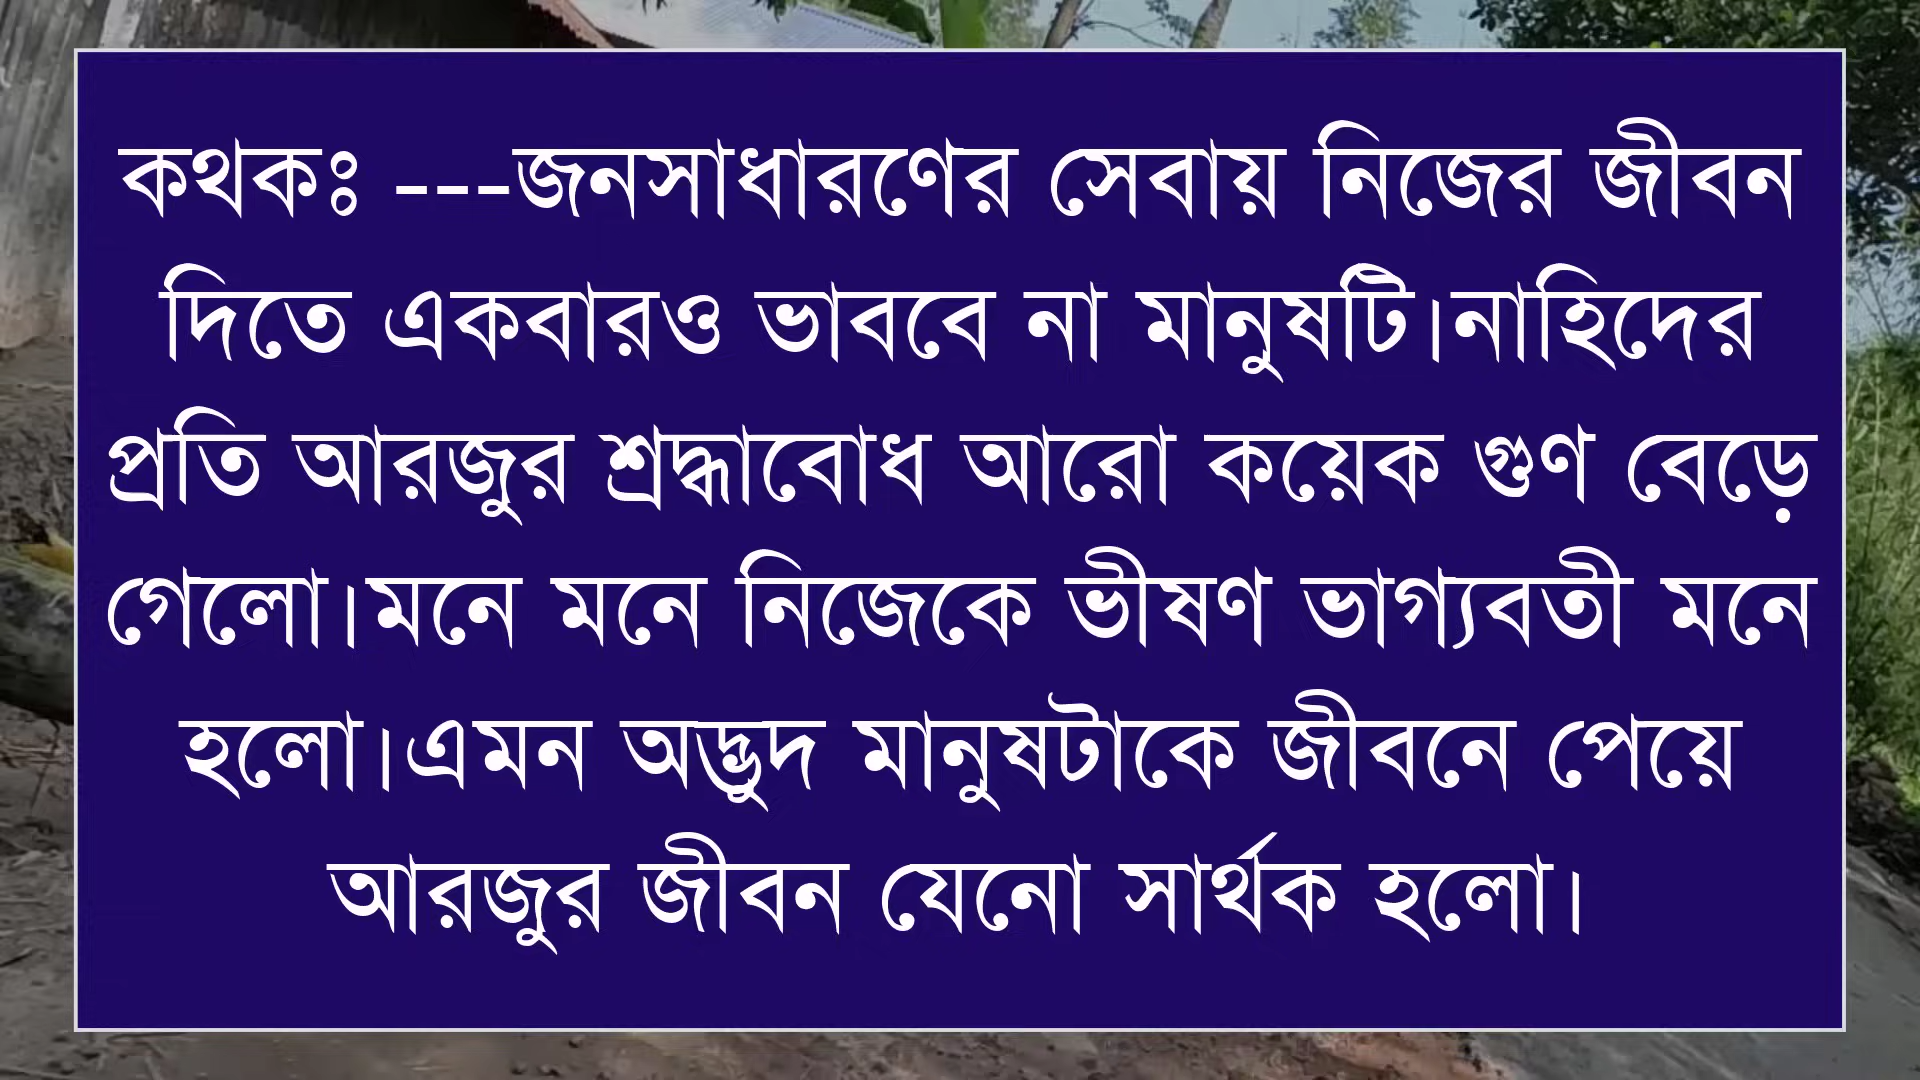 কথকঃ ---জনসাধারণের সেবায় নিজের জীবন
দিতে একবারও ভাববে না মানুষটি।নাহিদের
প্রতি আরজুর শ্রদ্ধাবোধ আরো কয়েক গুণ বেড়ে
গেলো।মনে মনে নিজেকে ভীষণ ভাগ্যবতী মনে
হলো।এমন অদ্ভুদ মানুষটাকে জীবনে পেয়ে
আরজুর জীবন যেনো সার্থক হলো।